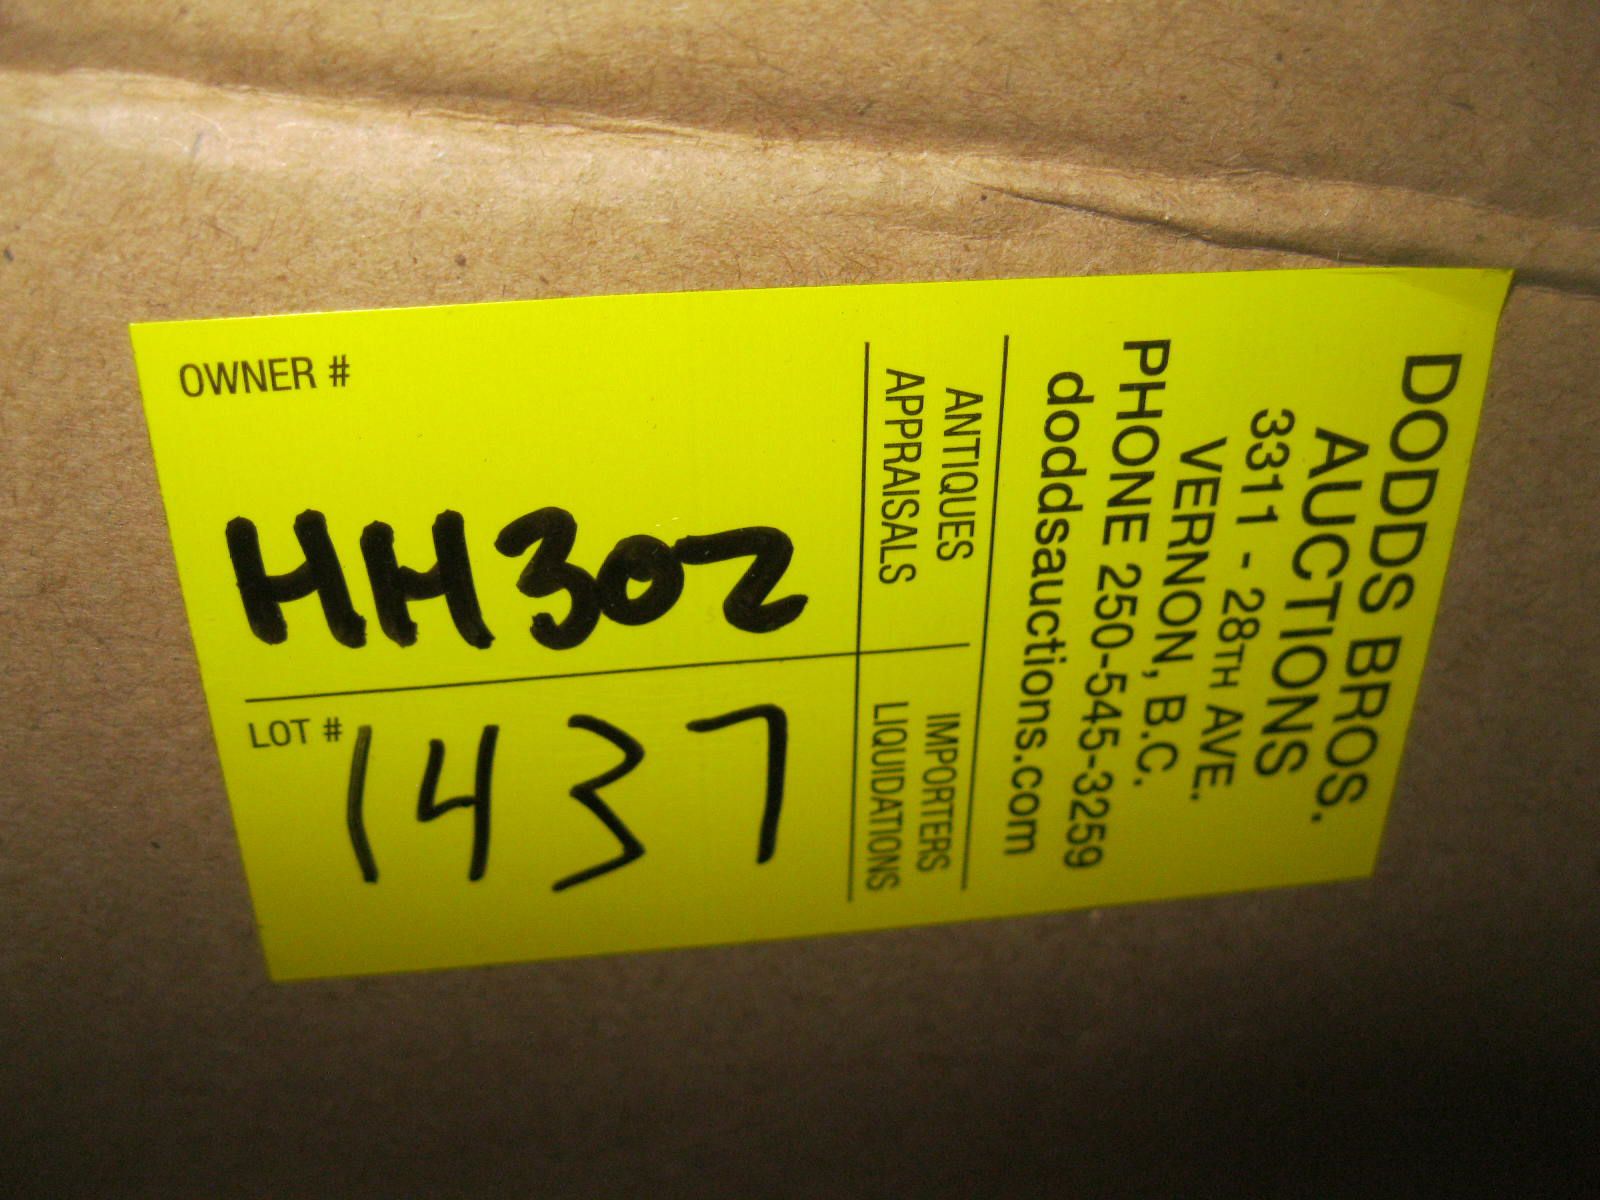 OWNER #
HH302
LOT # 1437
DODDS BROS.
AUCTIONS
3311 - 28TH AVE.
VERNON, B.C.
PHONE 250-545-3259
doddsauctions.com
ANTIQUES
APPRAISALS
IMPORTERS
LIQUIDATIONS